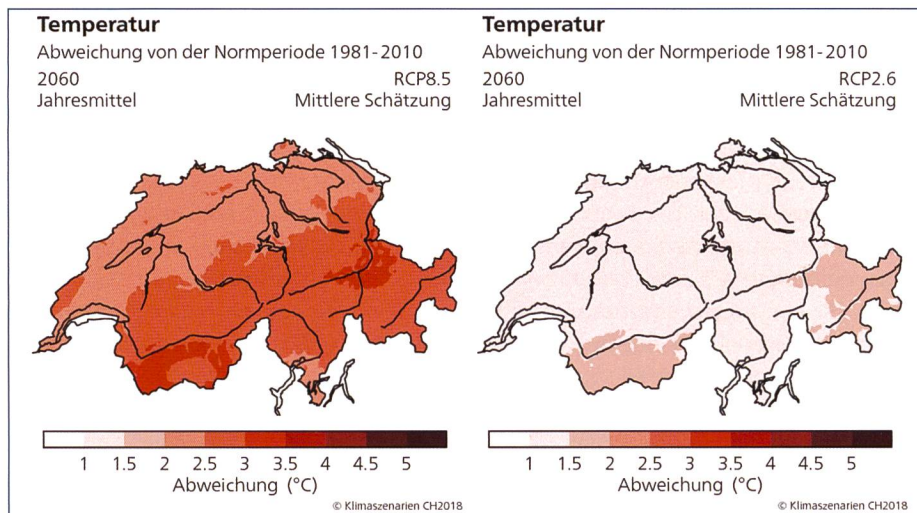 Temperatur
Abweichung von der Normperiode 1981-2010
2060 RCP8.5
Jahresmittel Mittlere Schätzung
1 1.5 2 2.5 3 3.5 4 4.5 5
Abweichung (°C)
© Klimaszenarien CH2018
Temperatur
Abweichung von der Normperiode 1981-2010
2060 RCP2.6
Jahresmittel Mittlere Schätzung
1 1.5 2 2.5 3 3.5 4 4.5 5
Abweichung (°C)
© Klimaszenarien CH2018